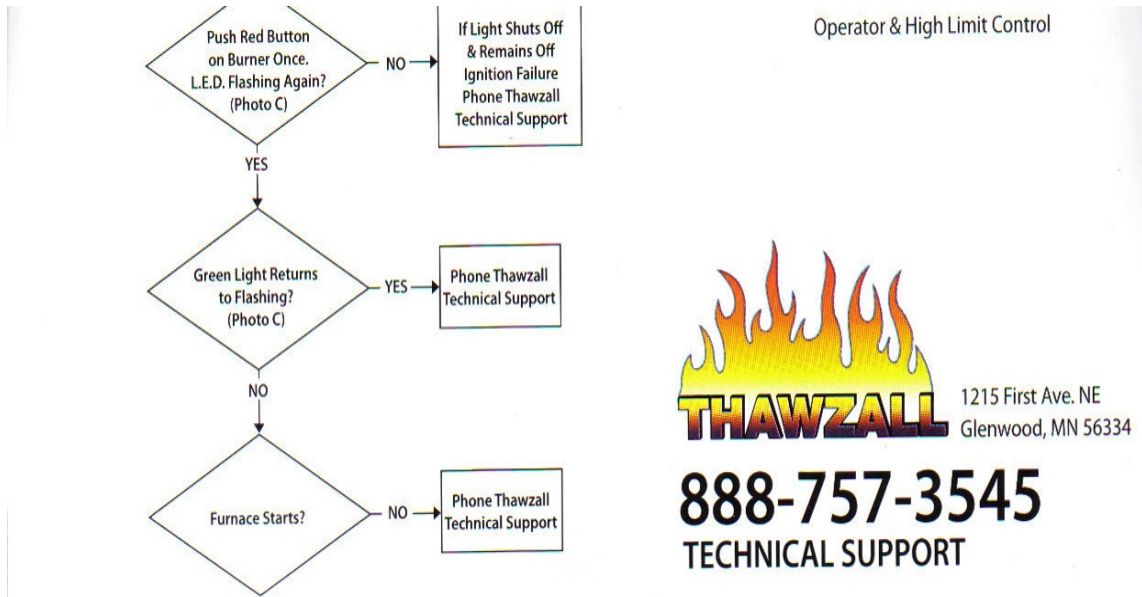 Push Red Button
on Burner Once.
L.E.D. Flashing Again?
(Photo C)
NO
If Light Shuts Off
& Remains Off
Ignition Failure
Phone Thawzall
Technical Support
YES
Green Light Returns
to Flashing?
(Photo C)
YES
Phone Thawzall
Technical Support
NO
Furnace Starts?
NO
Phone Thawzall
Technical Support
Operator & High Limit Control
THAWZALL
1215 First Ave. NE
Glenwood, MN 56334
888-757-3545
TECHNICAL SUPPORT